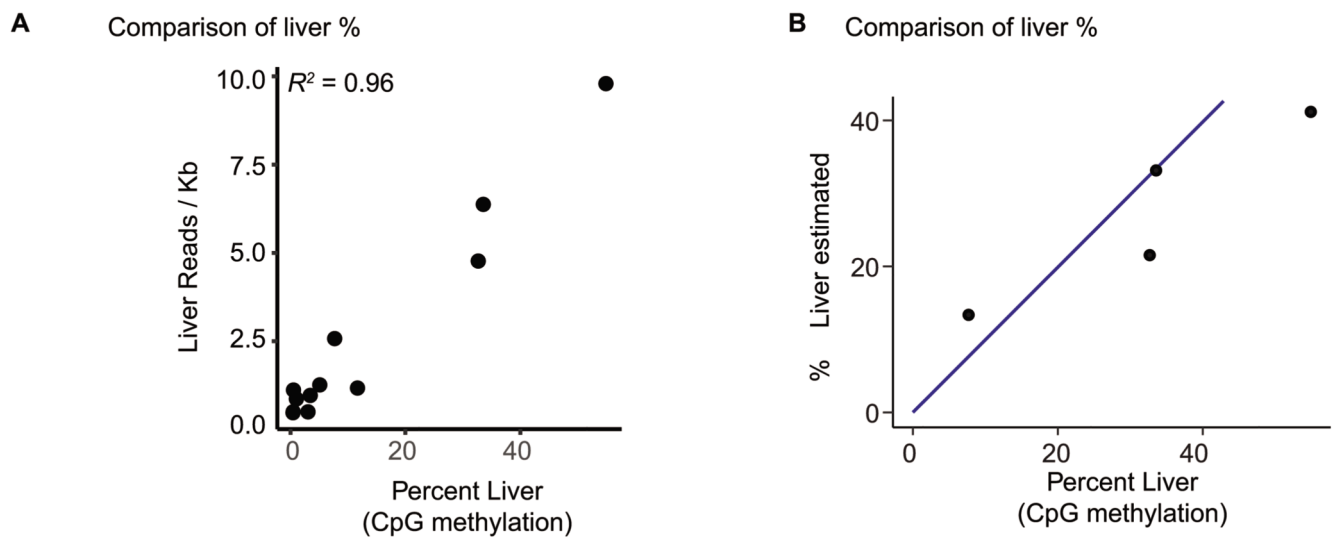 A
Comparison of liver %
R² = 0.96
10.0
7.5
5.0
2.5
0.0
Liver Reads / Kb
0 20 40
Percent Liver
(CpG methylation)
B
Comparison of liver %
40
20
0
% Liver estimated
0 20 40
Percent Liver
(CpG methylation)